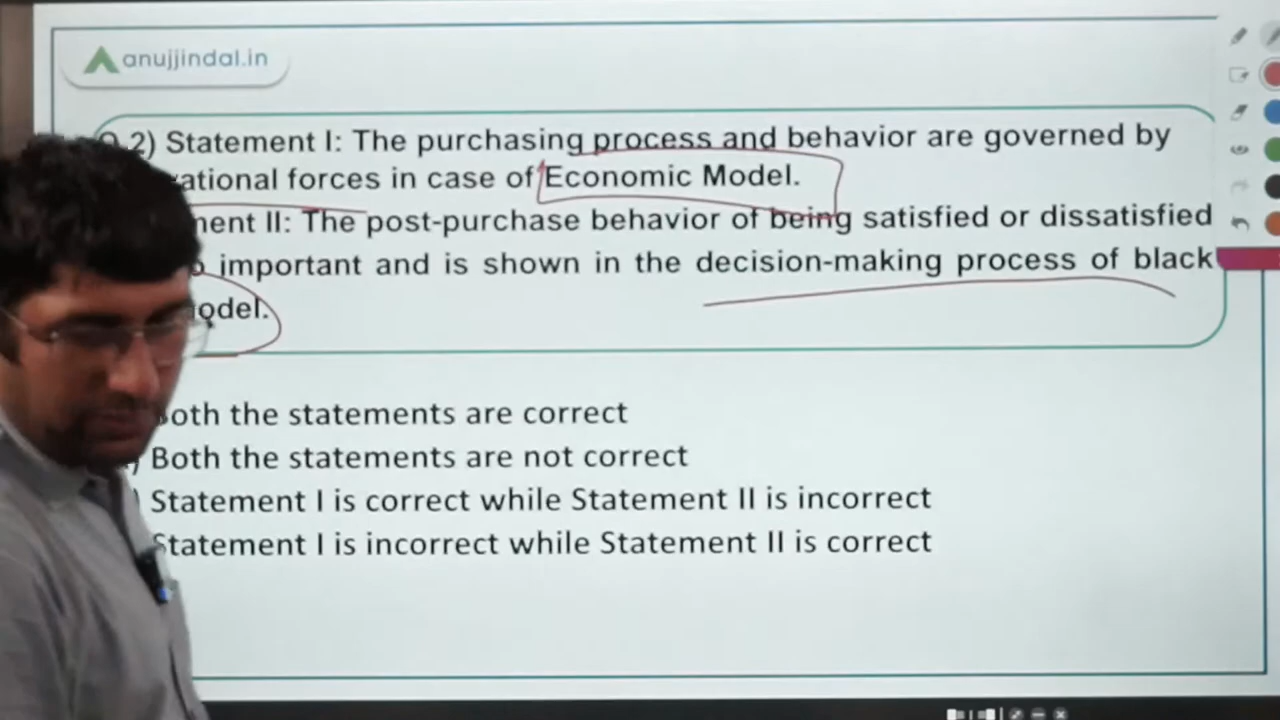 anujjindal.in
2) Statement I: The purchasing process and behavior are governed by
ational forces in case of Economic Model.
ment II: The post-purchase behavior of being satisfied or dissatisfied
important and is shown in the decision-making process of black
odel.
Both the statements are correct
) Both the statements are not correct
) Statement I is correct while Statement II is incorrect
Statement I is incorrect while Statement II is correct